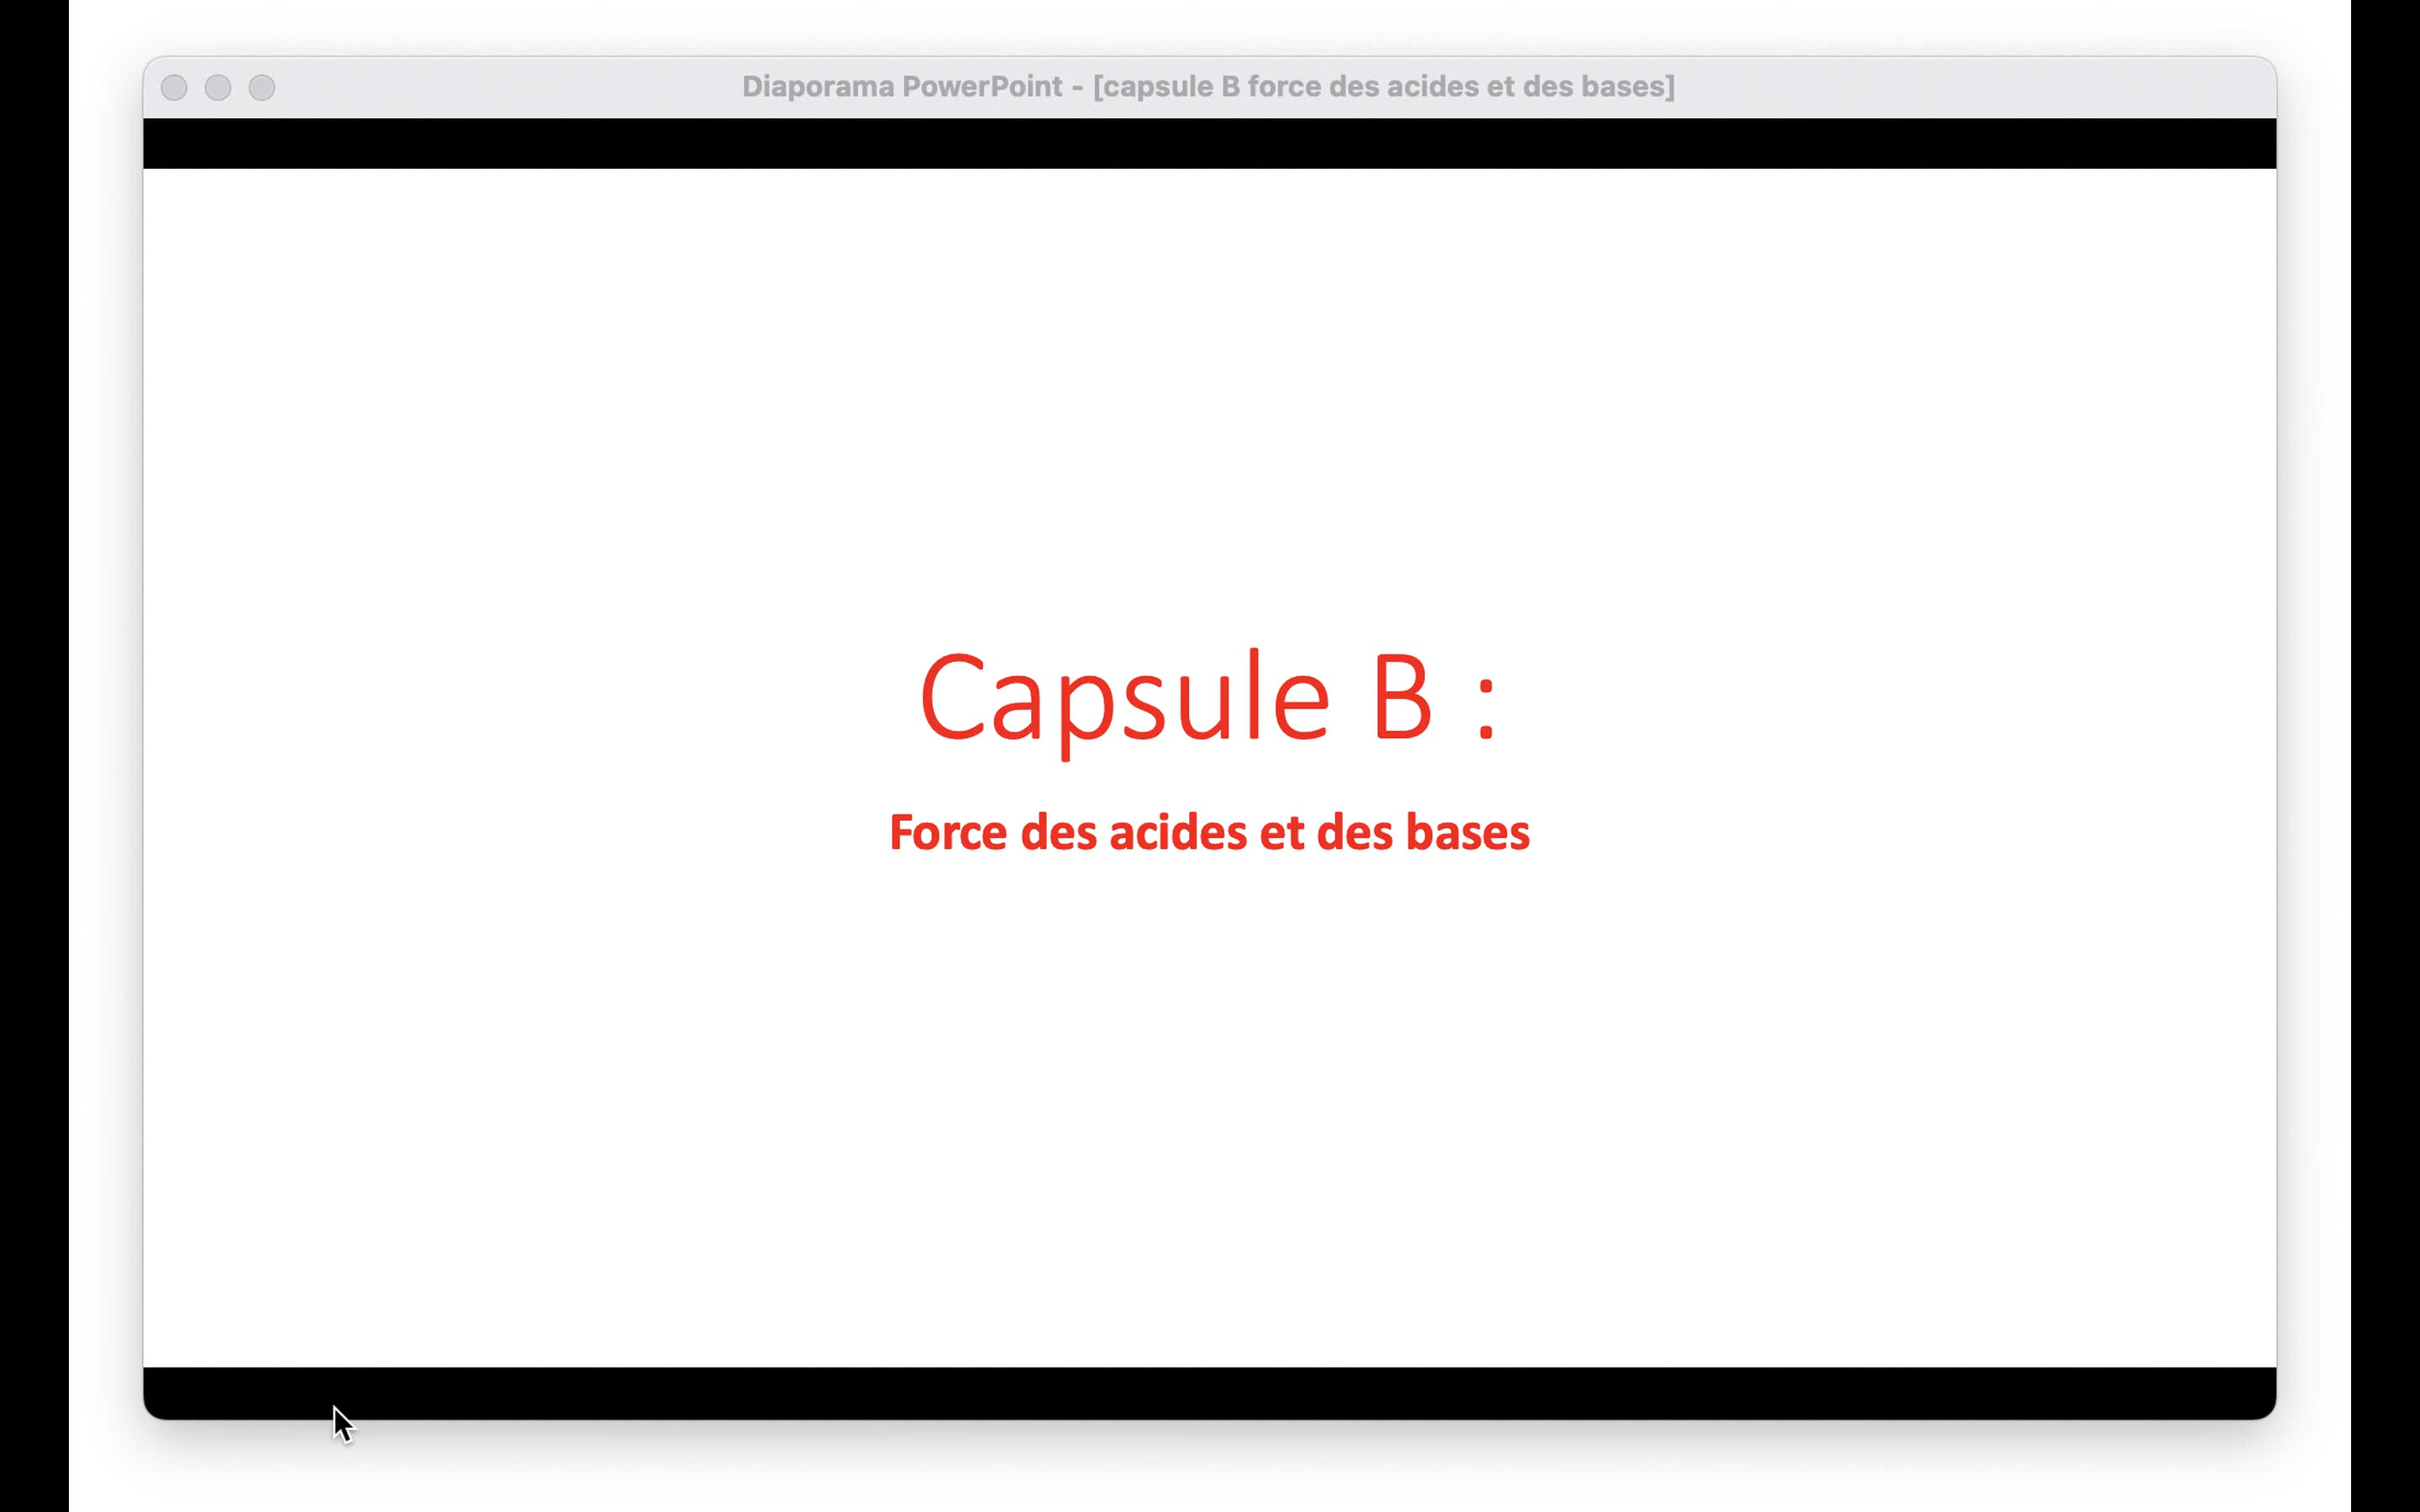 Diaporama PowerPoint - [capsule B force des acides et des bases]
Capsule B :
Force des acides et des bases